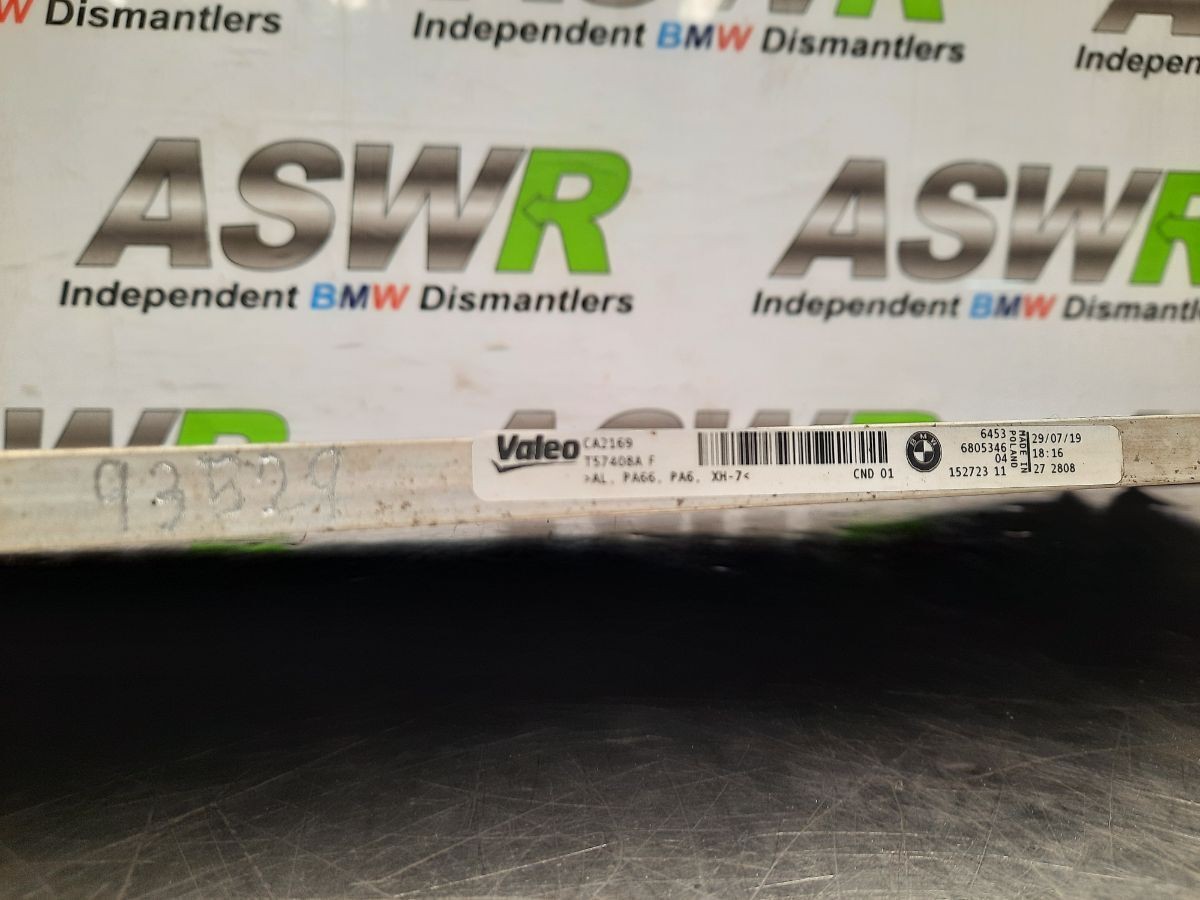 W Dismantlers
Independent BMW Dismantlers
Indepen
ASWR
Independent BMW Dismantlers
ASWR
Independent BMW Dismantl
93529
Valeo
CA2169
T57408A F
>AL, PA66, PA6, XH-7<
CND 01
BMW
6453
6805346
04
152723 11
MADE IN
POLAND
29/07/19
18:16
27 2808